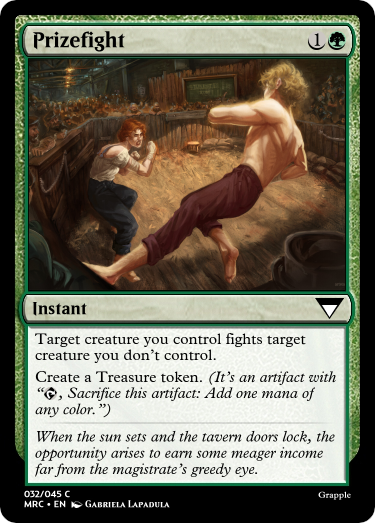 Prizefight 1
Instant
Target creature you control fights target
creature you don't control.
Create a Treasure token. (It's an artifact with
“, Sacrifice this artifact: Add one mana of
any color.”)
When the sun sets and the tavern doors lock, the
opportunity arises to earn some meager income
far from the magistrate's greedy eye.
032/045 C
MRC • EN Gabriela Lapadula
Grapple